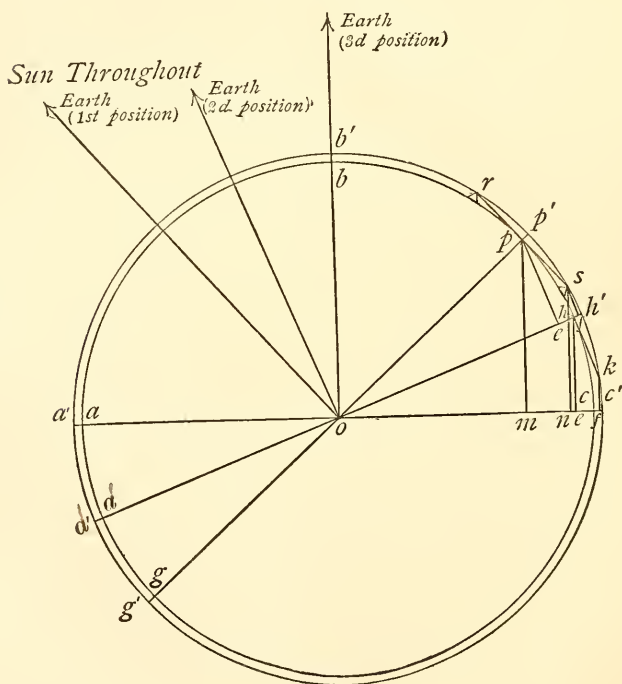 Earth
(3d position)
Sun Throughout
Earth
(1st position)
Earth
(2d position)
b'
b
r
p'
p
s
h
h'
e
k
a'
a
c
c'
o
m
n
e
f
d
d'
g
g'